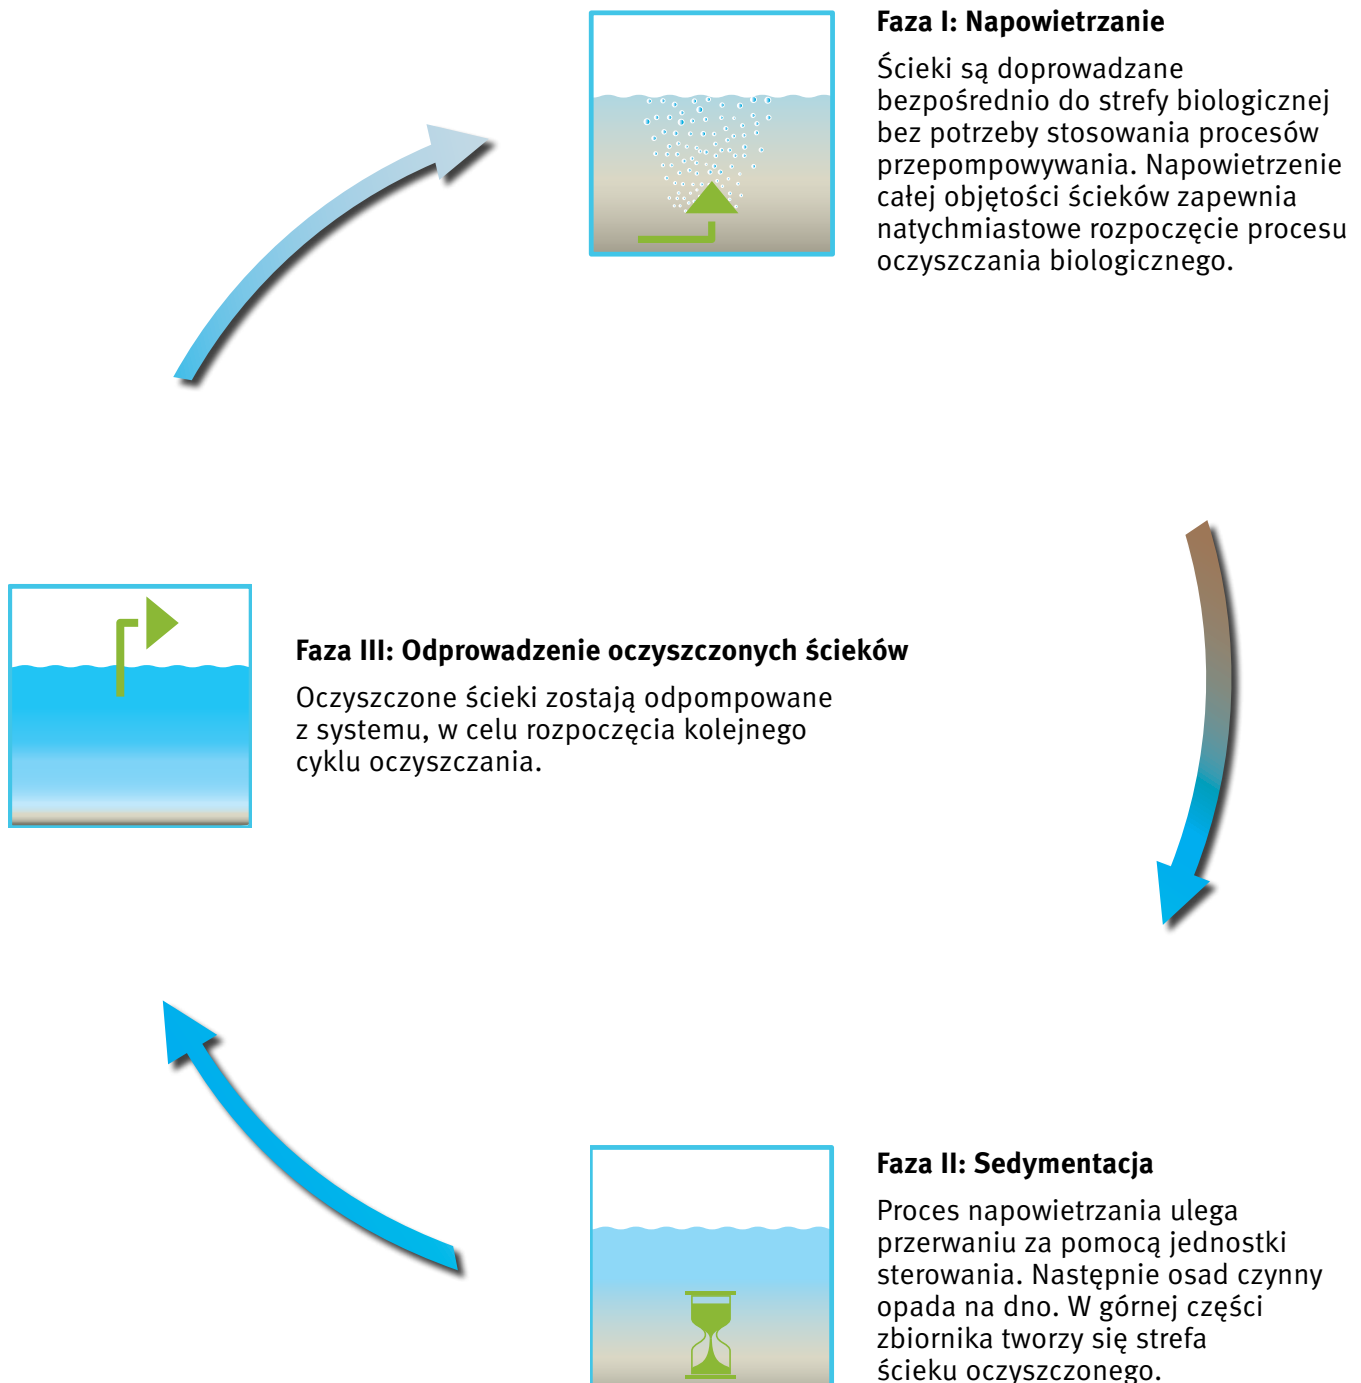 Faza I: Napowietrzanie
Ścieki są doprowadzane
bezpośrednio do strefy biologicznej
bez potrzeby stosowania procesów
przepompowywania. Napowietrzenie
całej objętości ścieków zapewnia
natychmiastowe rozpoczęcie procesu
oczyszczania biologicznego.
Faza III: Odprowadzenie oczyszczonych ścieków
Oczyszczone ścieki zostają odpompowane
z systemu, w celu rozpoczęcia kolejnego
cyklu oczyszczania.
Faza II: Sedymentacja
Proces napowietrzania ulega
przerwaniu za pomocą jednostki
sterowania. Następnie osad czynny
opada na dno. W górnej części
zbiornika tworzy się strefa
ścieku oczyszczonego.